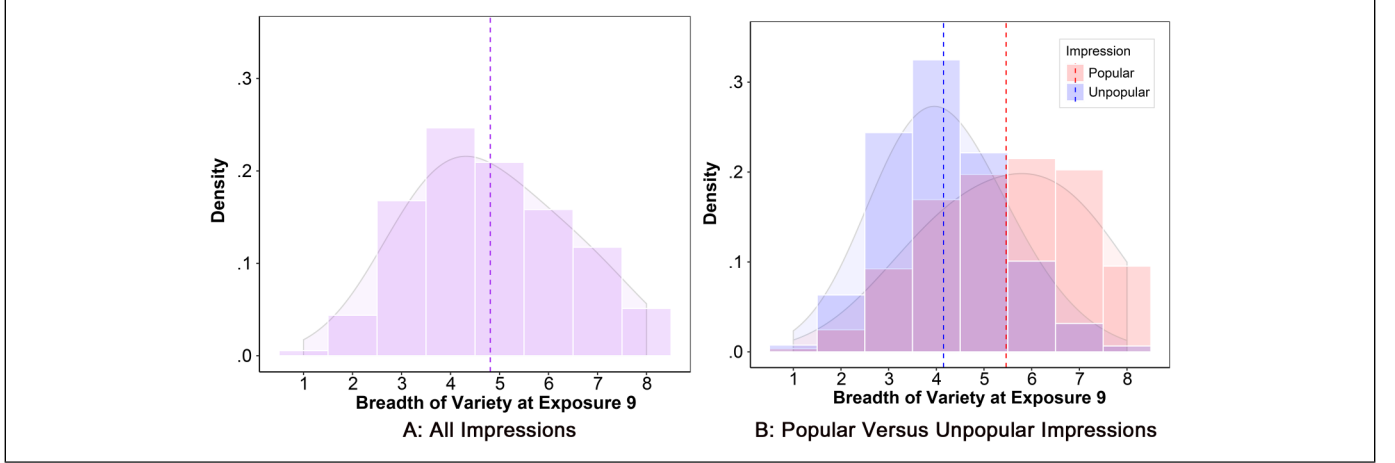 .3
.2
.1
.0
Density
1 2 3 4 5 6 7 8
Breadth of Variety at Exposure 9
A: All Impressions
Impression
Popular
Unpopular
.3
.2
.1
.0
Density
1 2 3 4 5 6 7 8
Breadth of Variety at Exposure 9
B: Popular Versus Unpopular Impressions